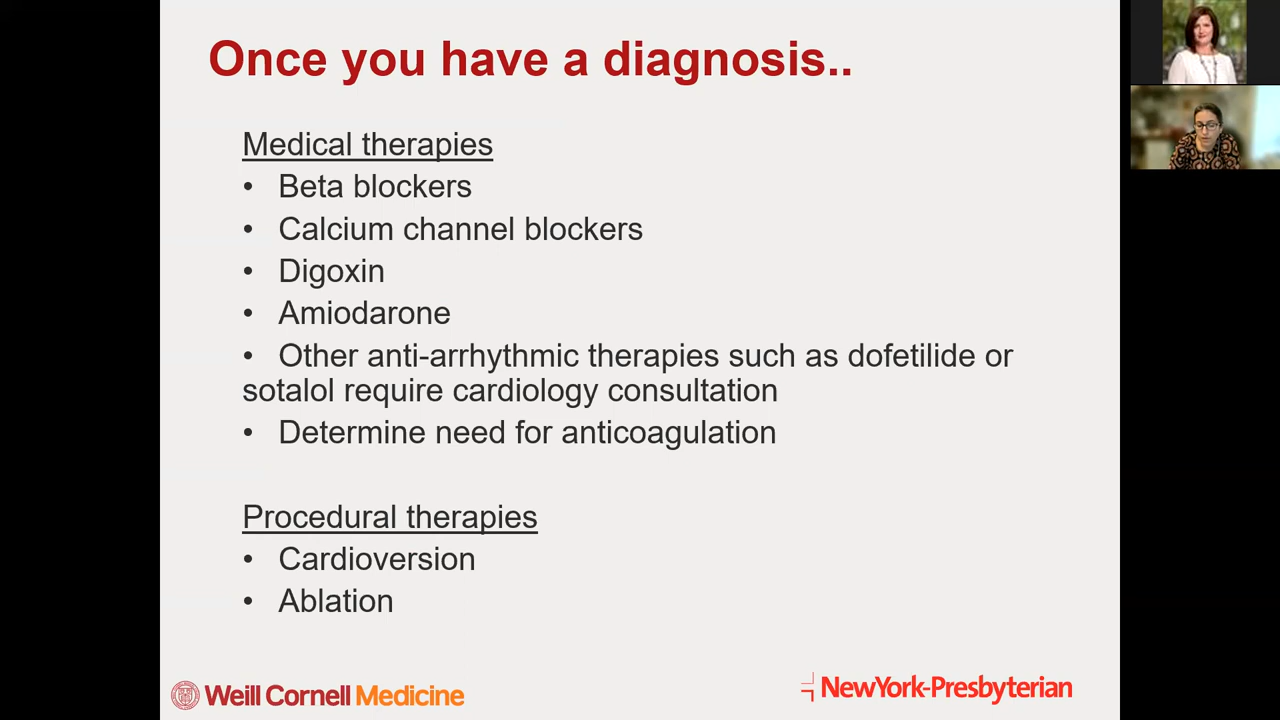 Once you have a diagnosis..
Medical therapies
• Beta blockers
• Calcium channel blockers
• Digoxin
• Amiodarone
• Other anti-arrhythmic therapies such as dofetilide or
sotalol require cardiology consultation
• Determine need for anticoagulation
Procedural therapies
• Cardioversion
• Ablation
Weill Cornell Medicine
NewYork-Presbyterian